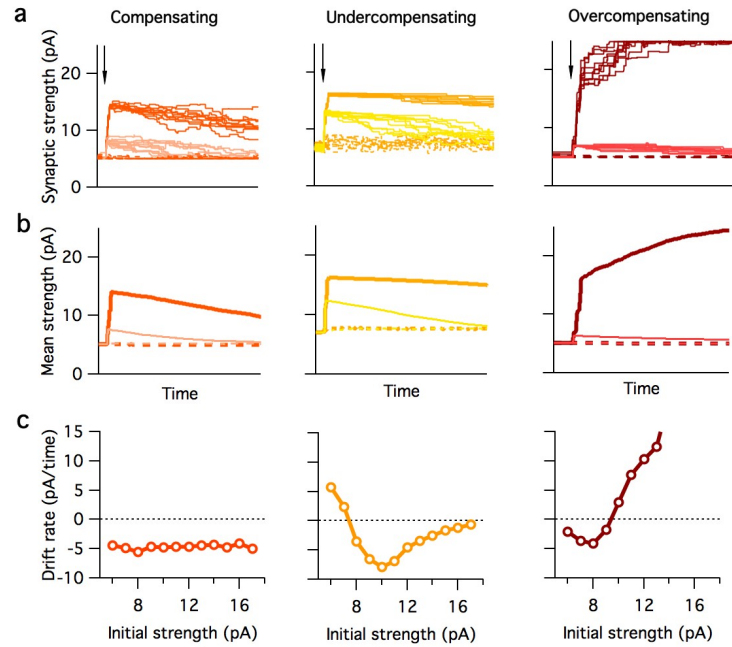 a
Compensating
Undercompensating
Overcompensating
Synaptic strength (pA)
20
10
0
b
Mean strength (pA)
20
10
0
Time
Time
Time
c
Drift rate (pA/time)
15
10
5
0
-5
-10
8
12
16
8
12
16
8
12
16
Initial strength (pA)
Initial strength (pA)
Initial strength (pA)